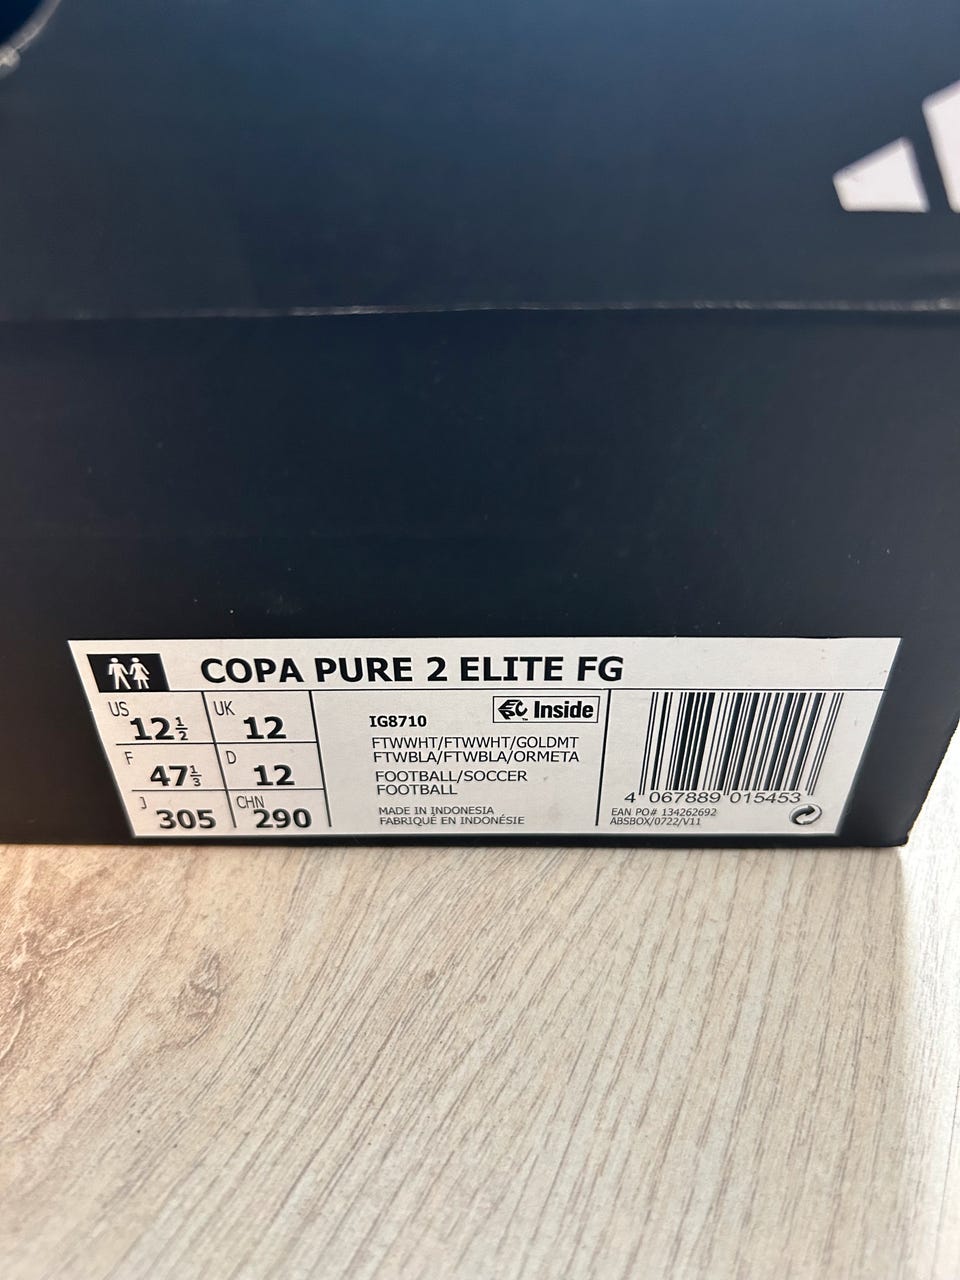 COPA PURE 2 ELITE FG
US 12½ UK 12
F 47⅓ D 12
J 305 CHN 290
IG8710 Inside
FTWWHT/FTWWHT/GOLDMT
FTWBLA/FTWBLA/ORMETA
FOOTBALL/SOCCER
FOOTBALL
MADE IN INDONESIA
FABRIQUÉ EN INDONÉSIE
4 067889 015453
EAN PO# 134262692
ABSBOX/0722/V11